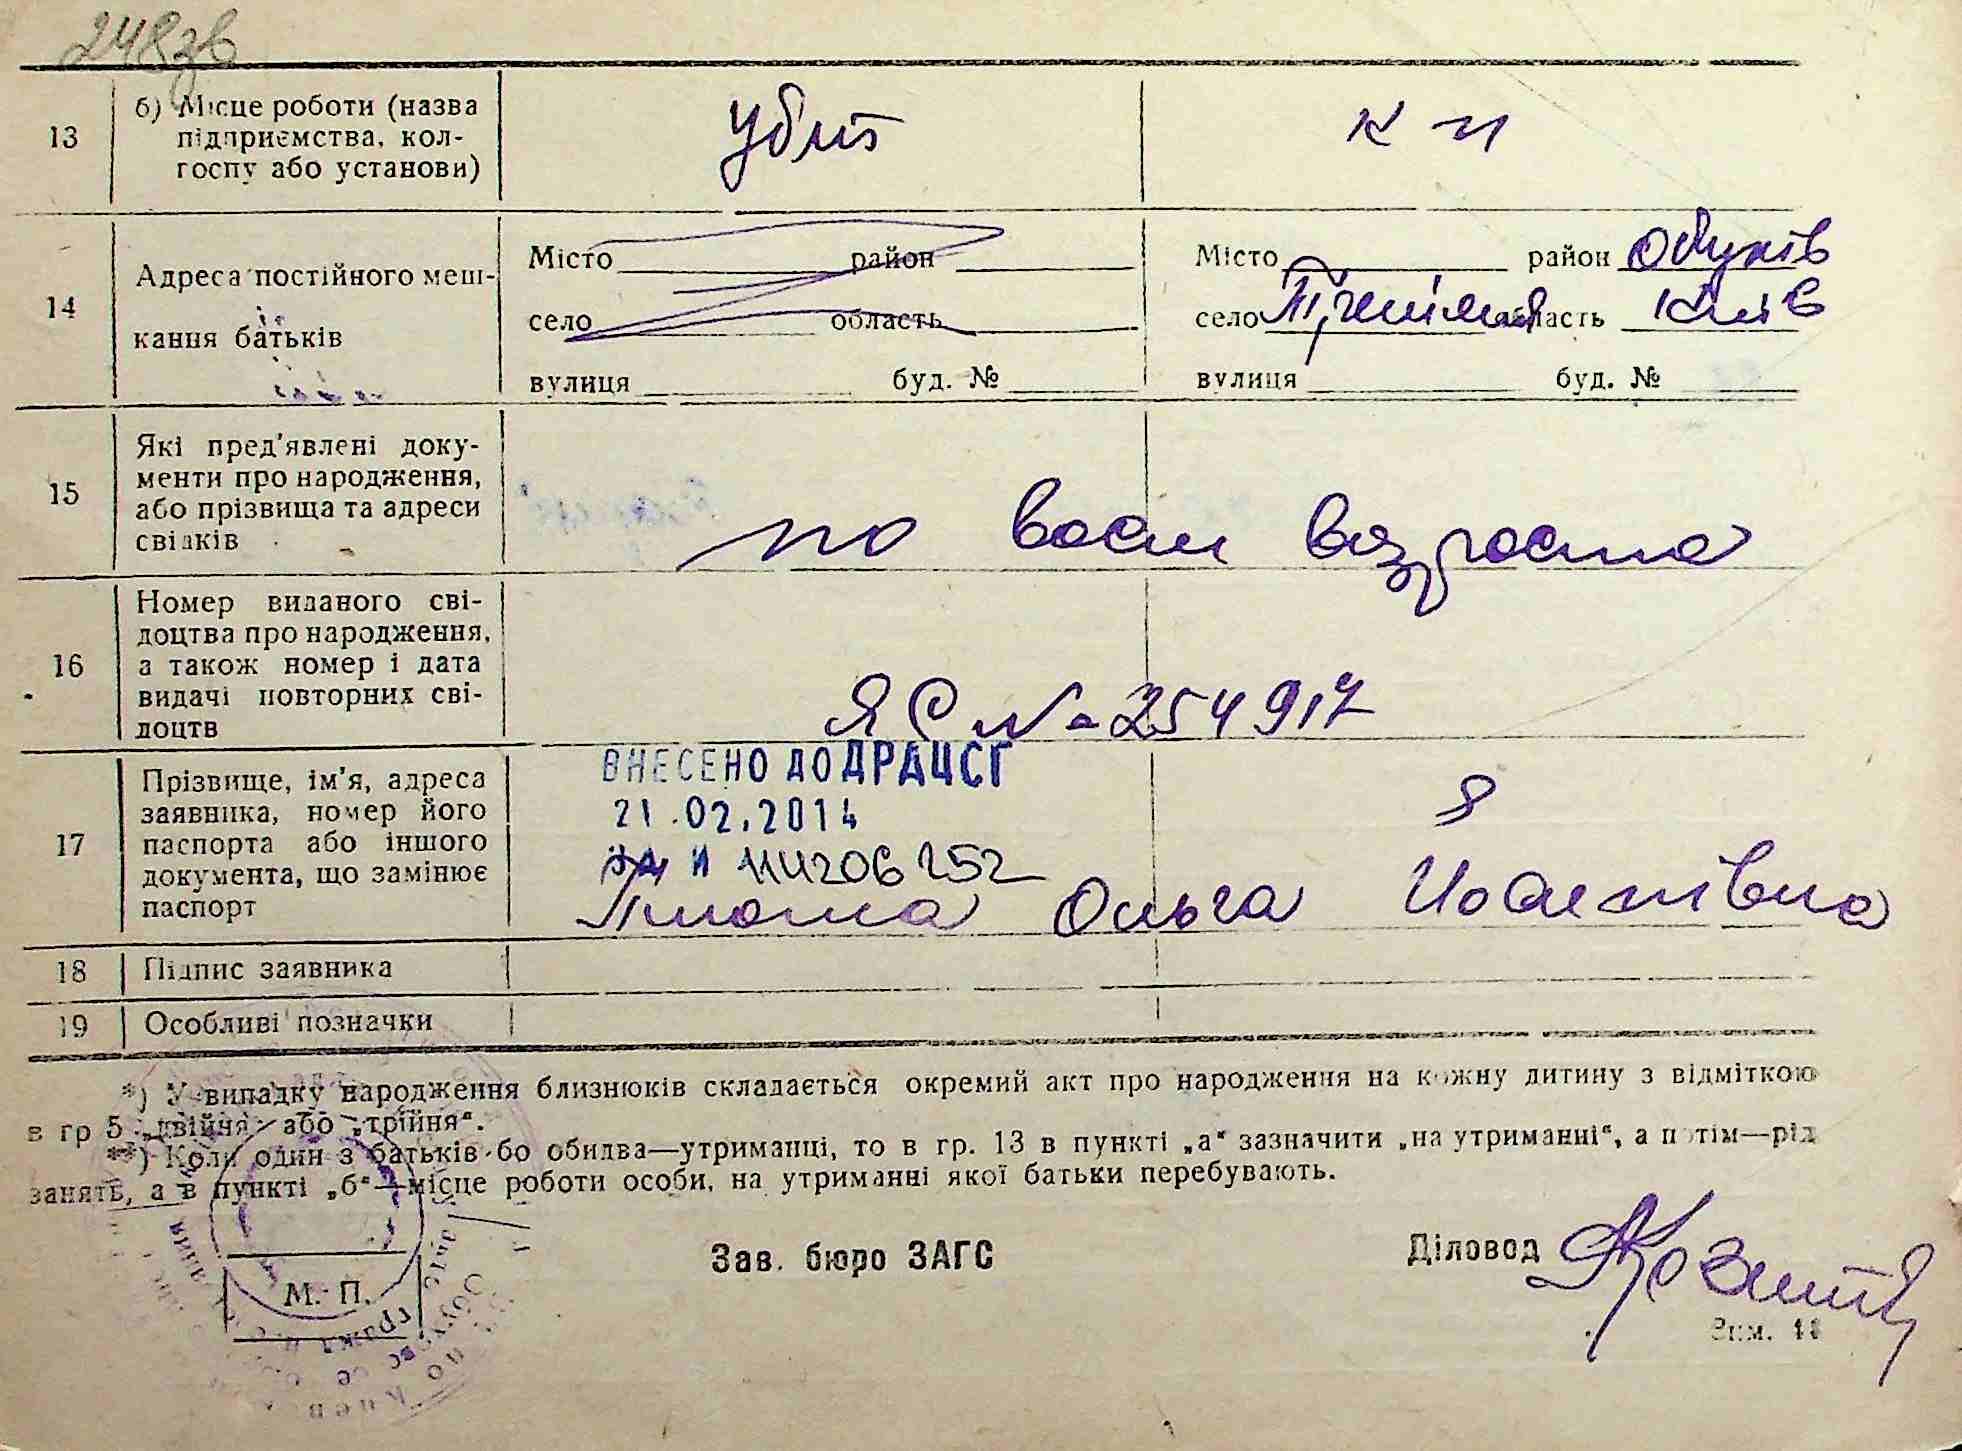 248зв
13
б) Місце роботи (назва
підприємства, кол-
госпу або установи)
Убит
к п
14
Адреса постійного меш-
кання батьків
Місто район
село область
вулиця буд. №
Місто район Обухів
село область Київ
вулиця буд. №
15
Які пред'явлені доку-
менти про народження,
або прізвища та адреси
свідків
по восм возроста
16
Номер виданого сві-
доцтва про народження,
а також номер і дата
видачі повторних сві-
доцтв
ЯС № 254917
17
Прізвище, ім'я, адреса
заявника, номер його
паспорта або іншого
документа, що замінює
паспорт
ВНЕСЕНО ДО ДРАЦСГ
21.02.2014
Ольга
18
Підпис заявника
19
Особливі позначки
*) У випадку народження близнюків складається окремий акт про народження на кожну дитину з відміткою
в гр 5 „двійня“ або „трійня“.
**) Коли один з батьків бо обидва—утриманці, то в гр. 13 в пункті „а“ зазначити „на утриманні“, а потім—рід
занять, а в пункті „б“—місце роботи особи, на утриманні якої батьки перебувають.
Зав. бюро ЗАГС
Діловод
М. П.